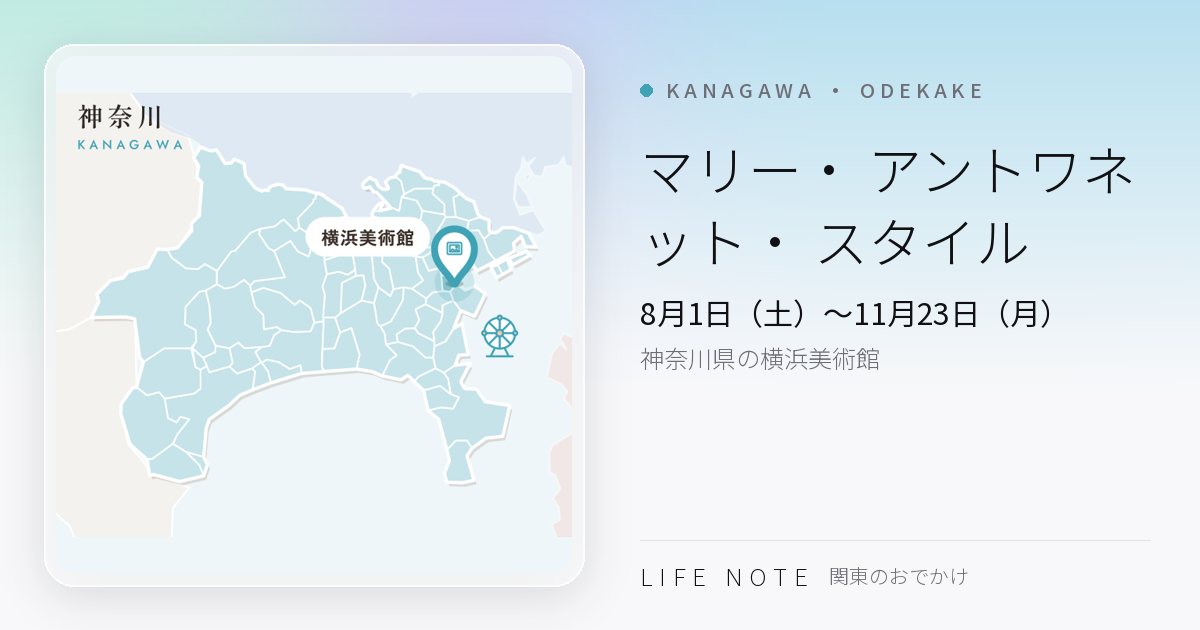 神奈川
KANAGAWA
横浜美術館
KANAGAWA ・ ODEKAKE
マリー・ アントワネ
ット・ スタイル
8月1日（土）〜11月23日（月）
神奈川県の横浜美術館
LIFE NOTE 関東のおでかけ